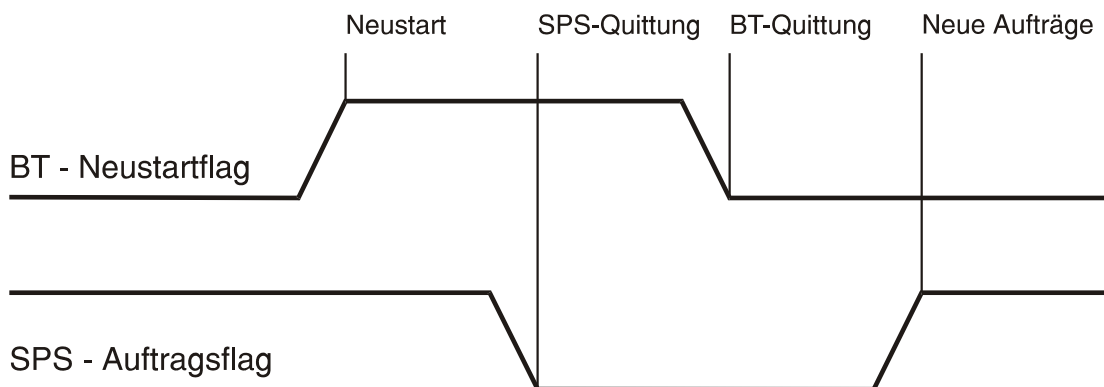 Neustart
SPS-Quittung
BT-Quittung
Neue Aufträge
BT - Neustartflag
SPS - Auftragsflag